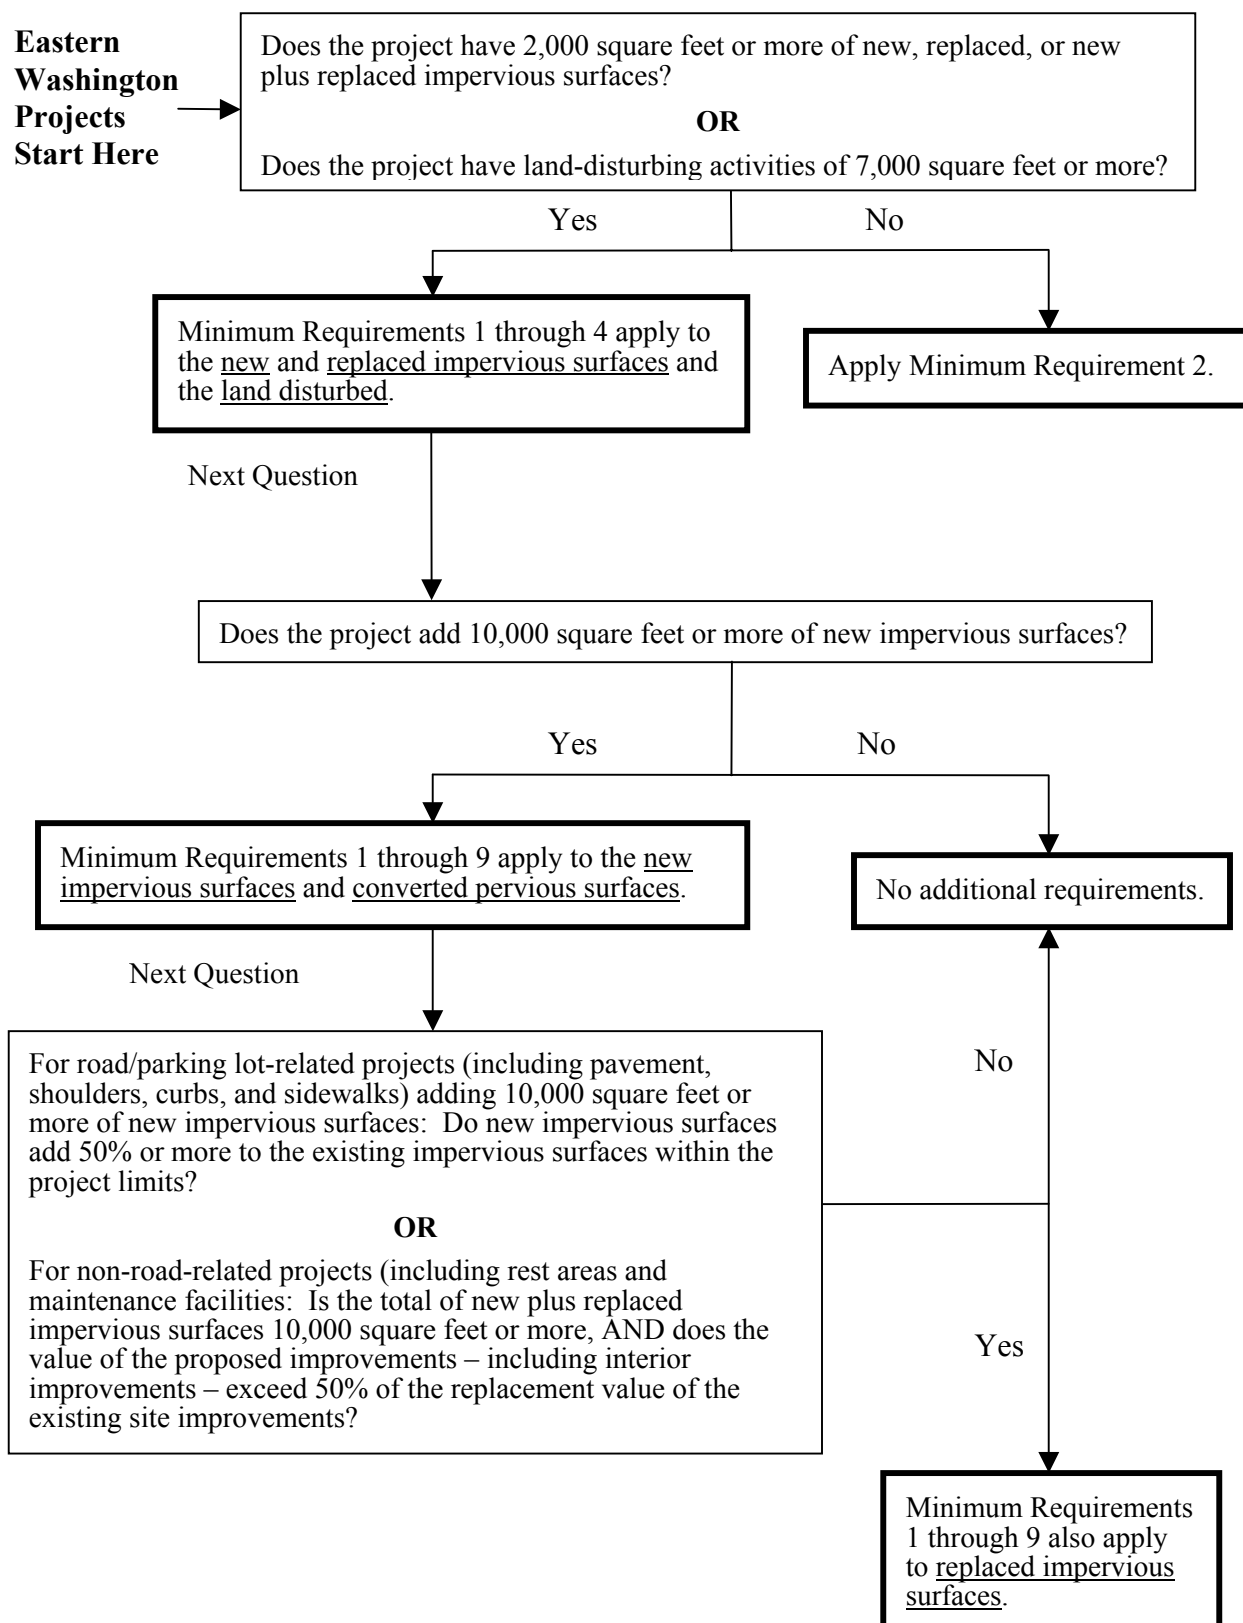 Eastern
Washington
Projects
Start Here
Does the project have 2,000 square feet or more of new, replaced, or new
plus replaced impervious surfaces?
OR
Does the project have land-disturbing activities of 7,000 square feet or more?
Yes
No
Minimum Requirements 1 through 4 apply to
the new and replaced impervious surfaces and
the land disturbed.
Apply Minimum Requirement 2.
Next Question
Does the project add 10,000 square feet or more of new impervious surfaces?
Yes
No
Minimum Requirements 1 through 9 apply to the new
impervious surfaces and converted pervious surfaces.
No additional requirements.
Next Question
For road/parking lot-related projects (including pavement,
shoulders, curbs, and sidewalks) adding 10,000 square feet or
more of new impervious surfaces:  Do new impervious surfaces
add 50% or more to the existing impervious surfaces within the
project limits?
OR
For non-road-related projects (including rest areas and
maintenance facilities:  Is the total of new plus replaced
impervious surfaces 10,000 square feet or more, AND does the
value of the proposed improvements – including interior
improvements – exceed 50% of the replacement value of the
existing site improvements?
No
Yes
Minimum Requirements
1 through 9 also apply
to replaced impervious
surfaces.